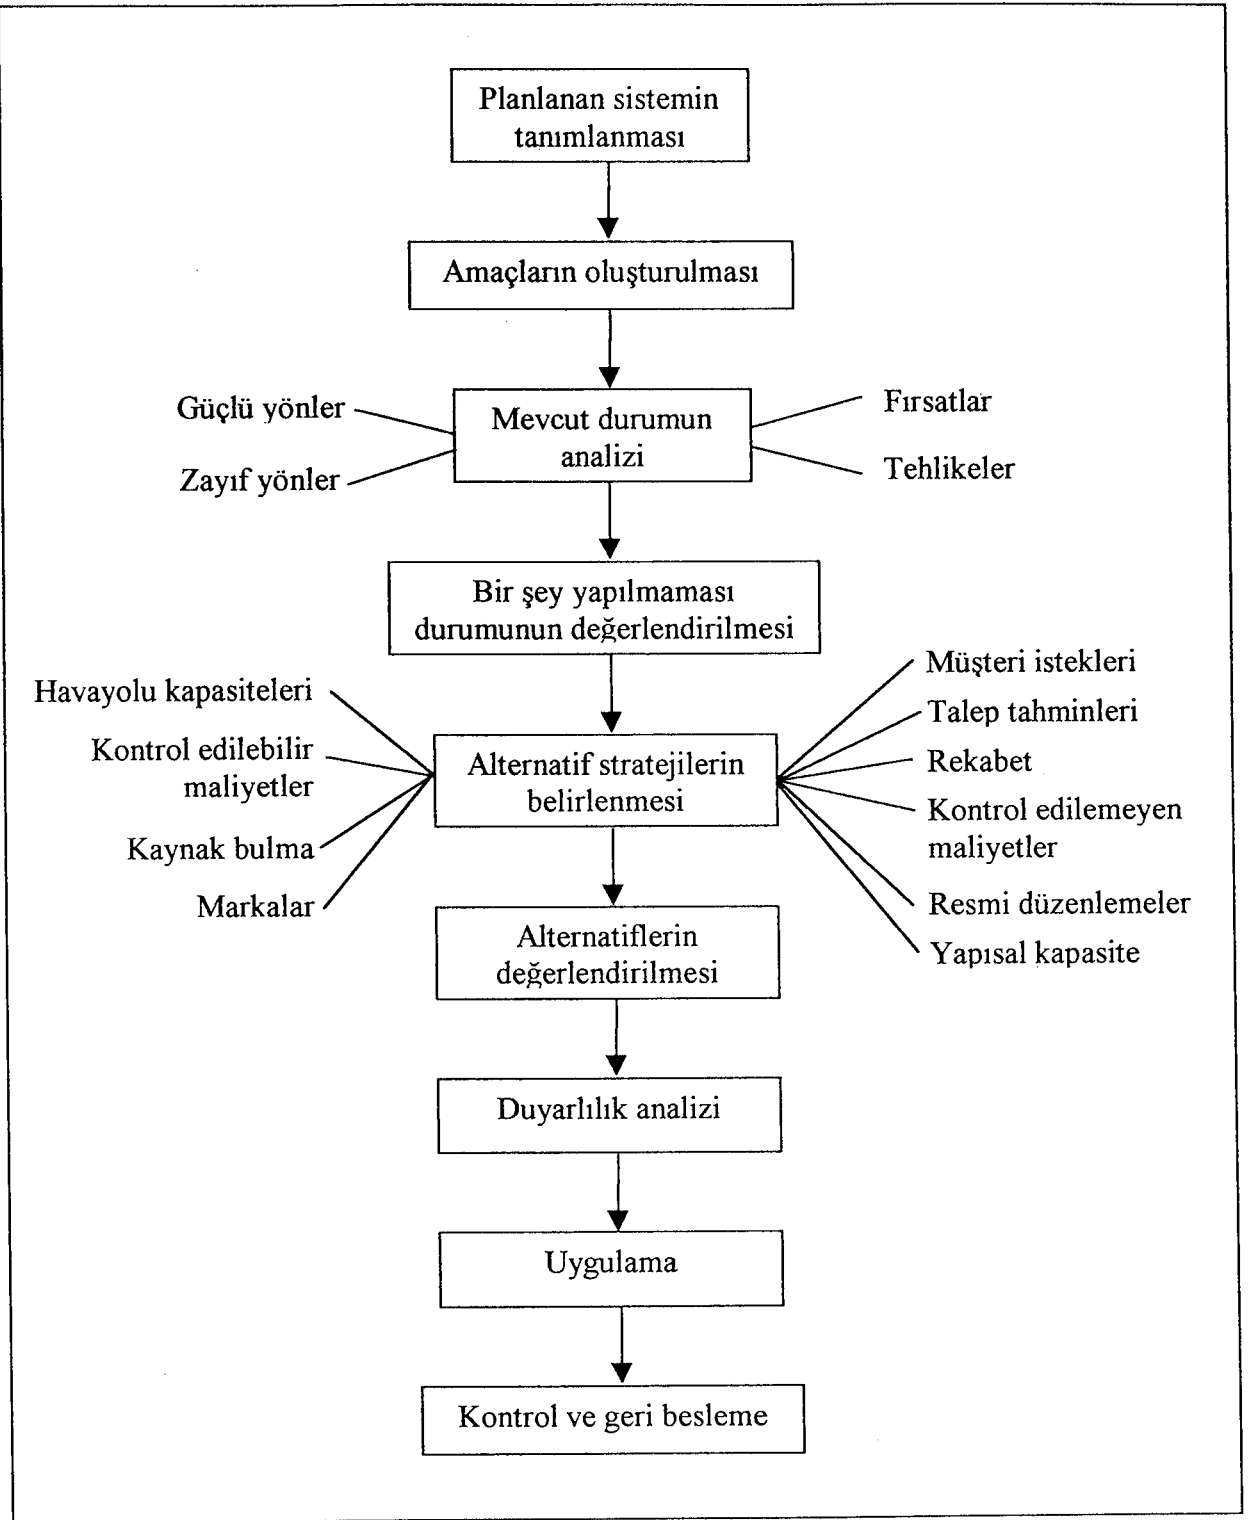 Planlanan sistemin
tanımlanması
Amaçların oluşturulması
Güçlü yönler
Zayıf yönler
Mevcut durumun
analizi
Fırsatlar
Tehlikeler
Bir şey yapılmaması
durumunun değerlendirilmesi
Havayolu kapasiteleri
Kontrol edilebilir
maliyetler
Kaynak bulma
Markalar
Alternatif stratejilerin
belirlenmesi
Müşteri istekleri
Talep tahminleri
Rekabet
Kontrol edilemeyen
maliyetler
Resmi düzenlemeler
Yapısal kapasite
Alternatiflerin
değerlendirilmesi
Duyarlılık analizi
Uygulama
Kontrol ve geri besleme